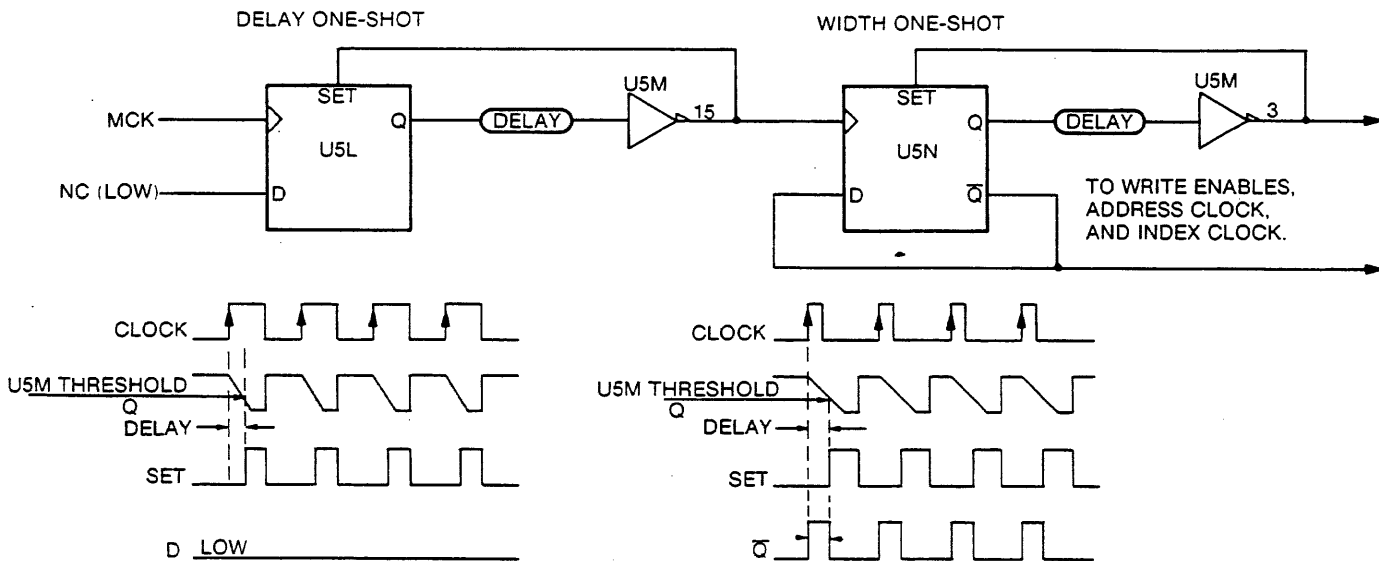 DELAY ONE-SHOT
WIDTH ONE-SHOT
MCK
NC (LOW)
SET
Q
U5L
D
DELAY
U5M
15
SET
Q
U5N
D
Q̅
DELAY
U5M
3
TO WRITE ENABLES,
ADDRESS CLOCK,
AND INDEX CLOCK.
CLOCK
U5M THRESHOLD
Q
DELAY
SET
D LOW
CLOCK
U5M THRESHOLD
Q
DELAY
SET
Q̅